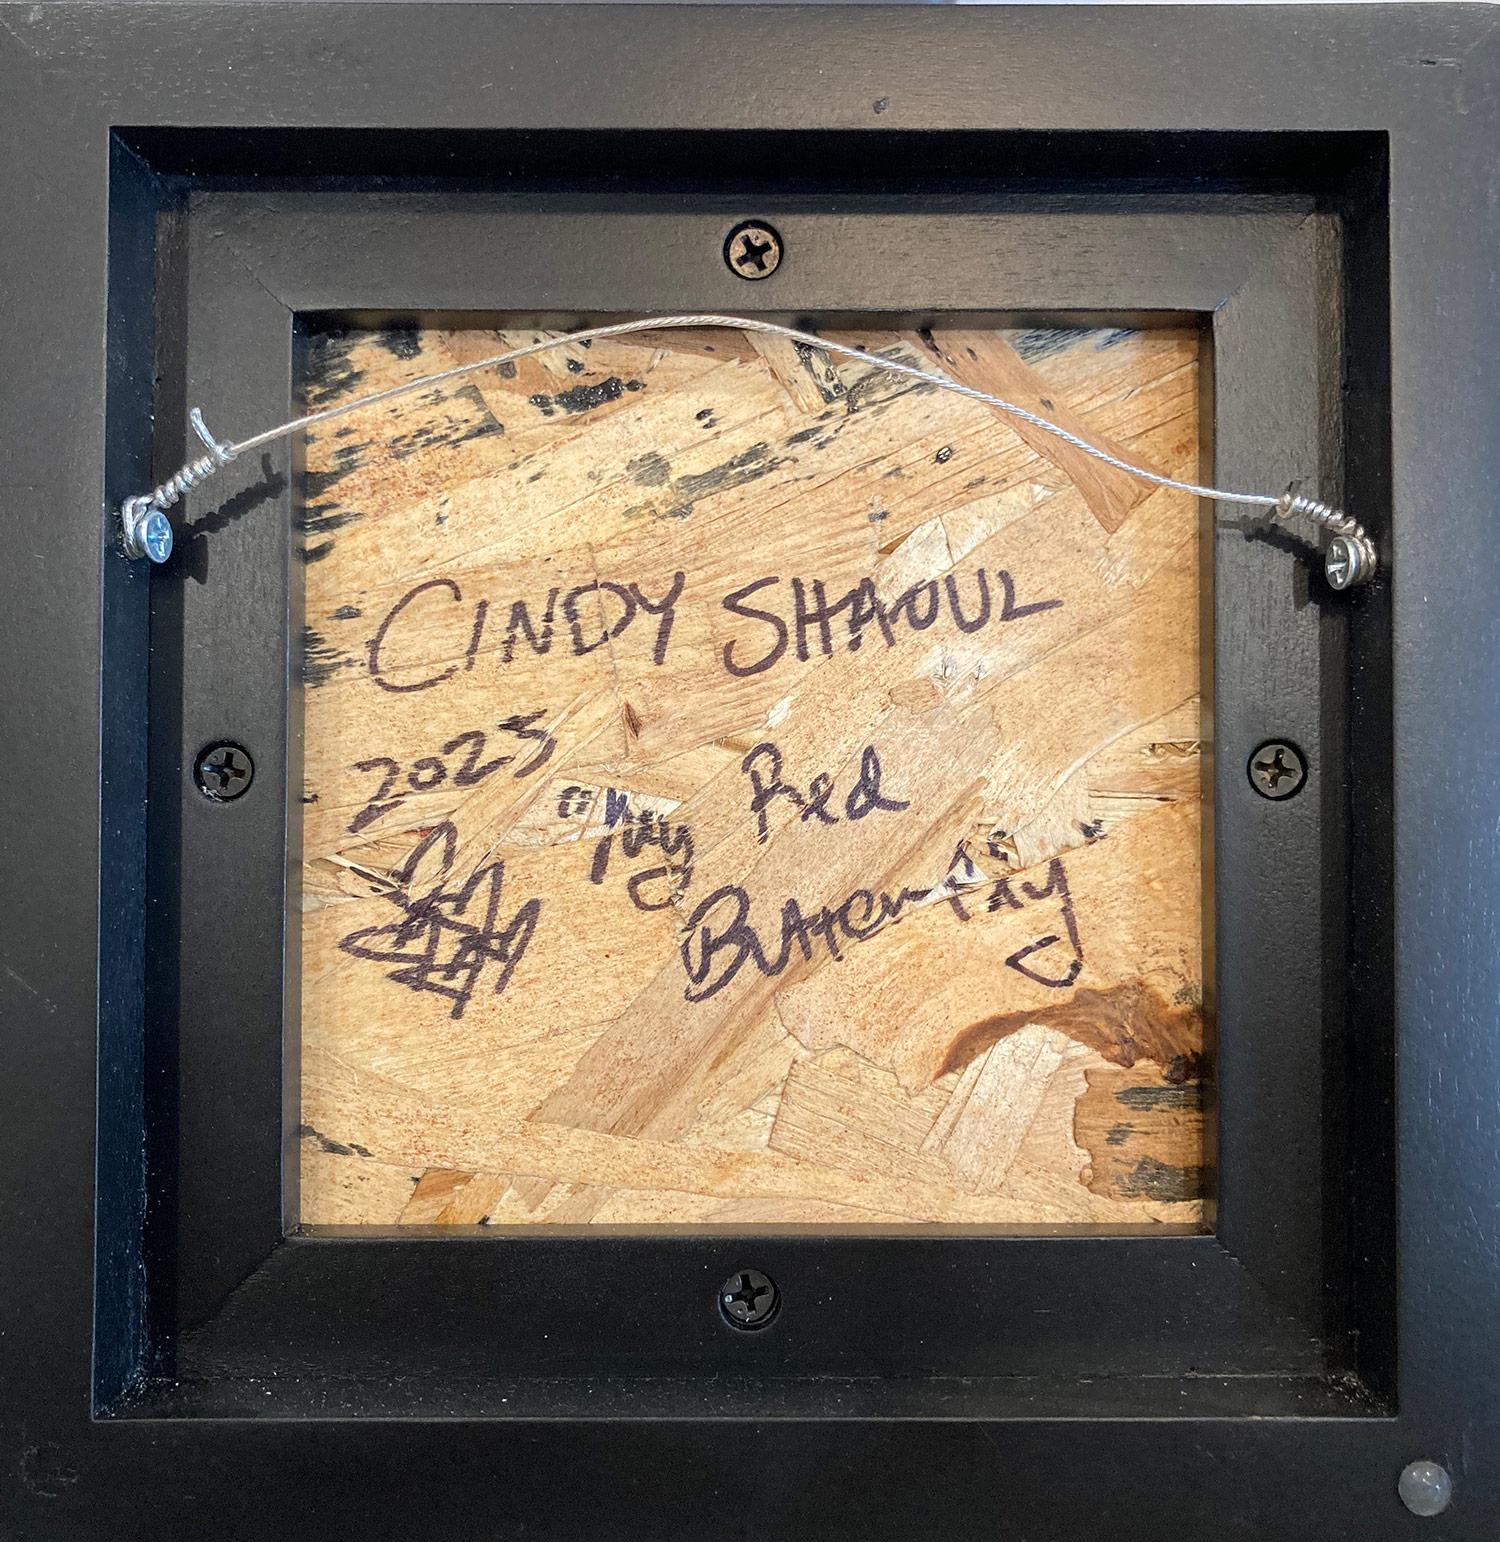 CINDY SHAOUL
2025
"My Red
Butterfly"